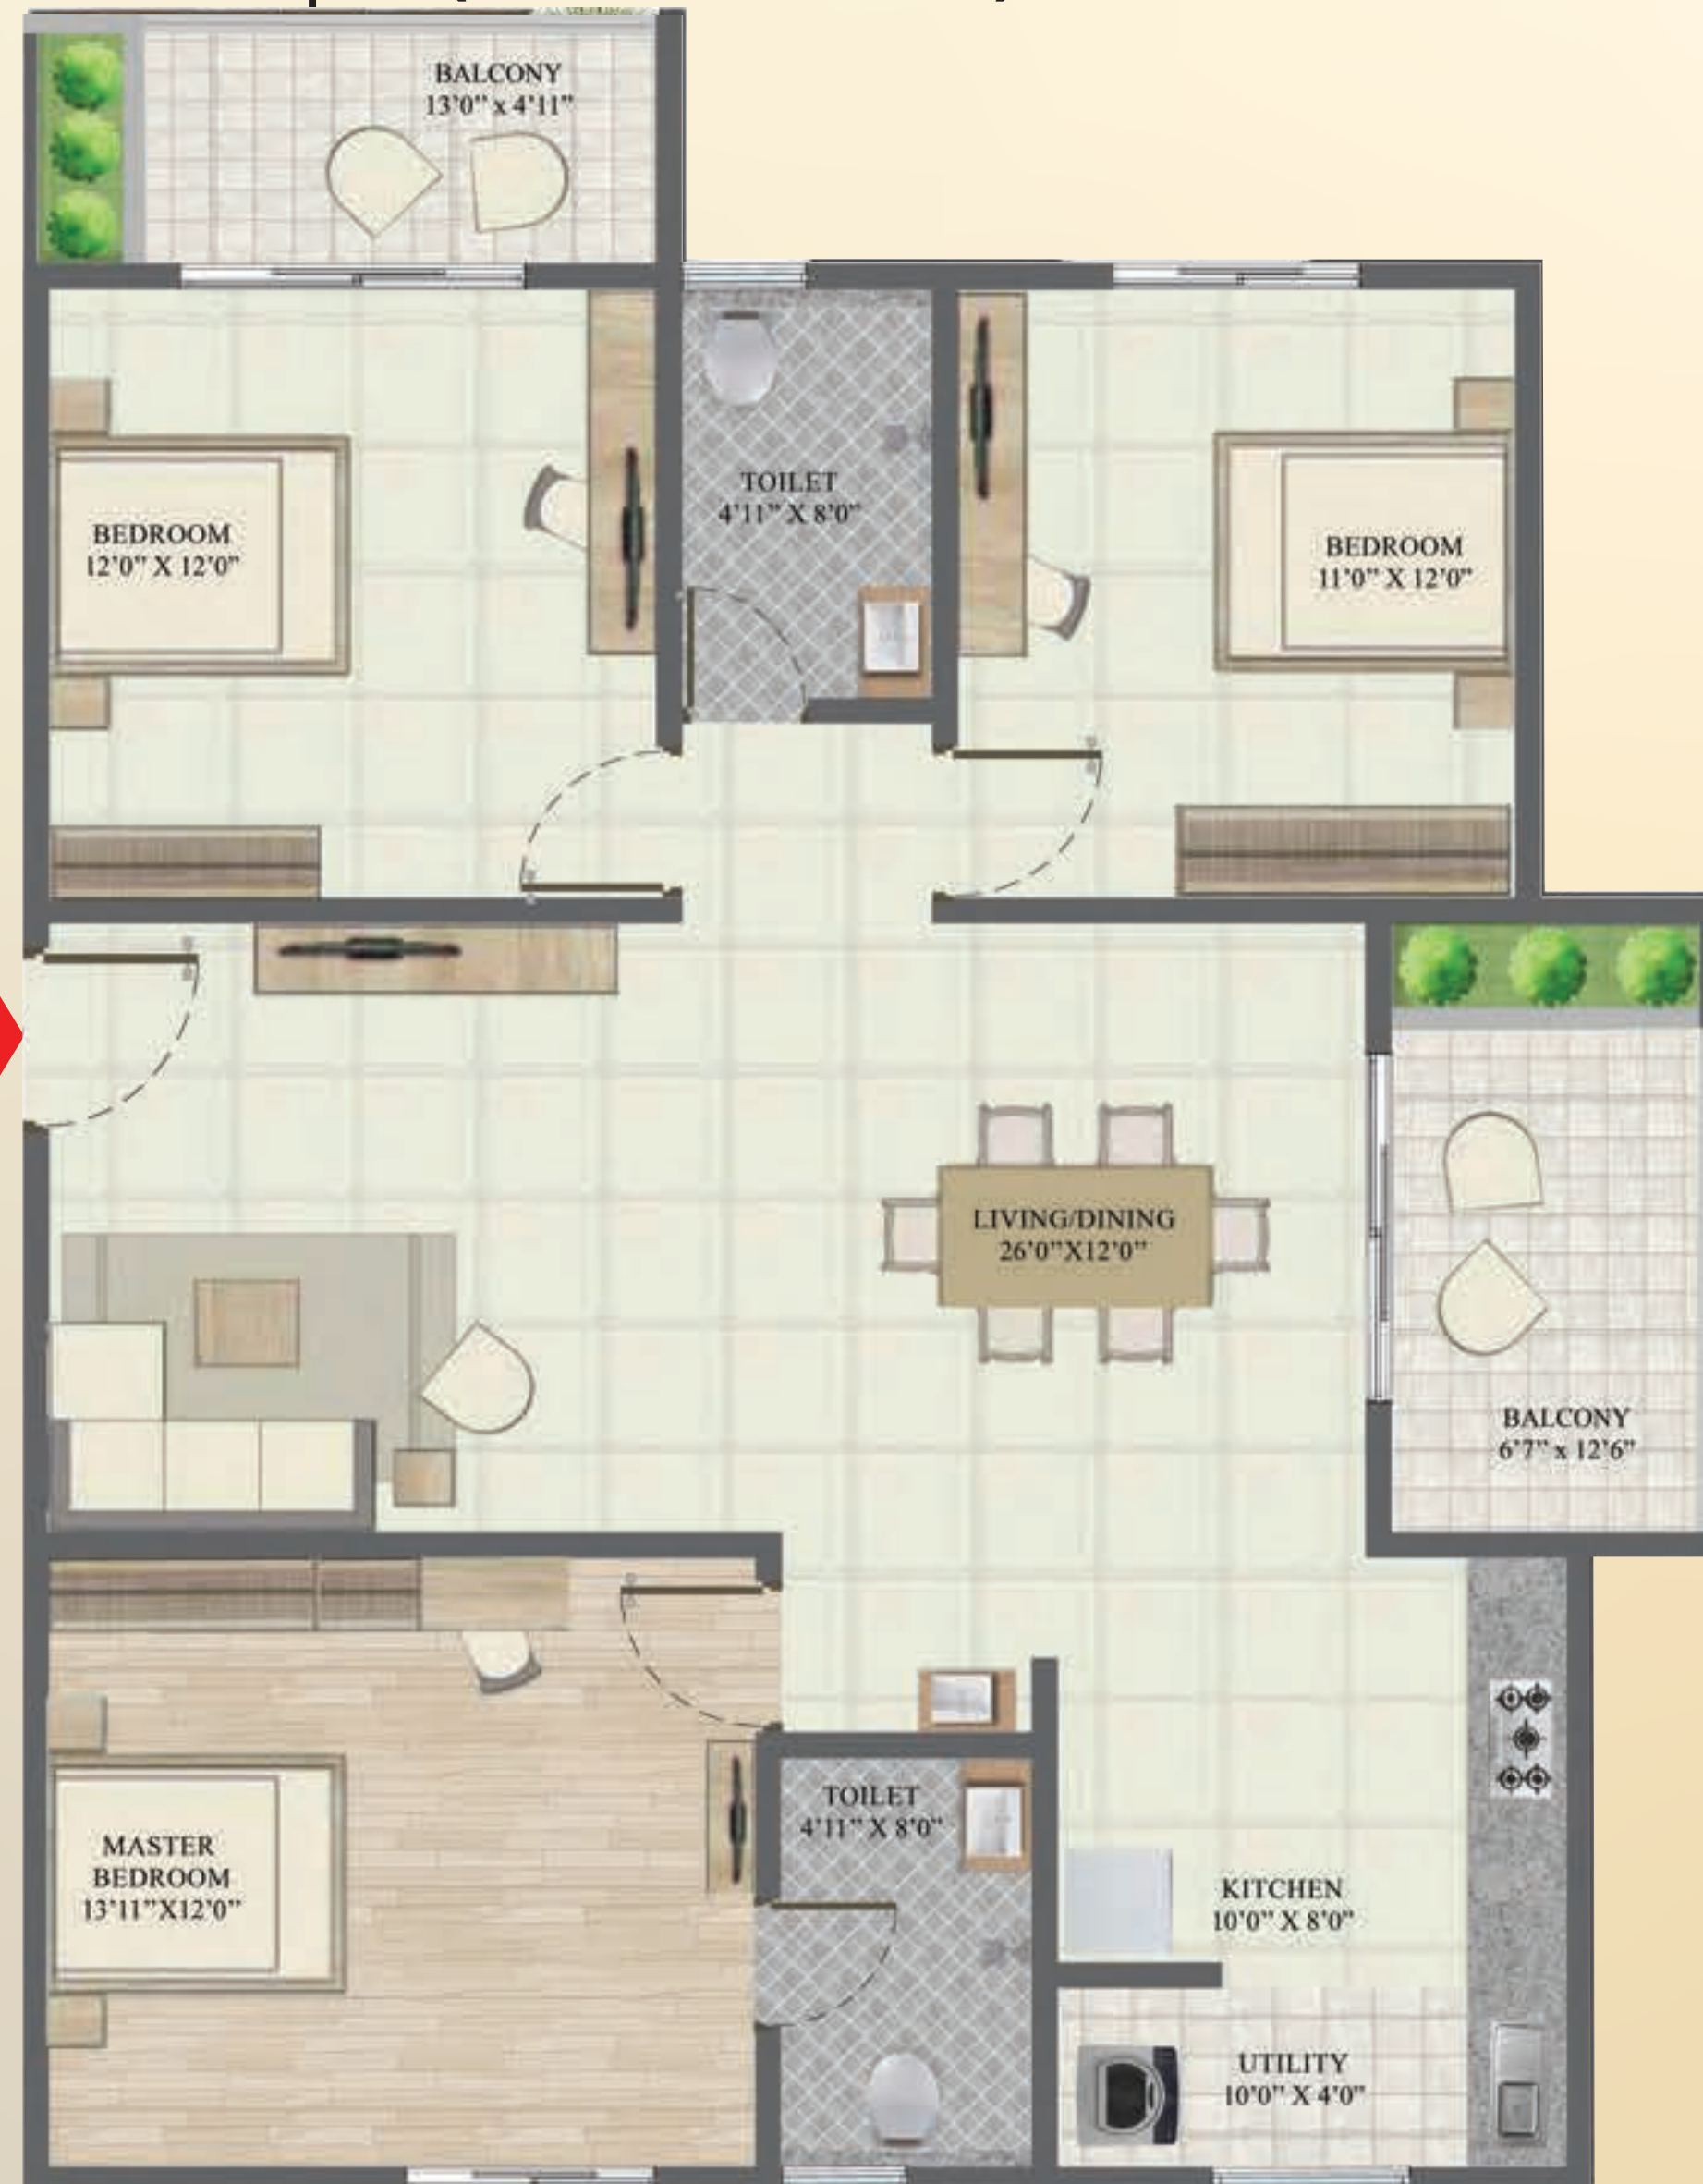 BALCONY
13'0” x 4'11”
TOILET
4'11” X 8'0”
BEDROOM
12'0” X 12'0”
BEDROOM
11'0” X 12'0”
LIVING/DINING
26'0”X12'0”
BALCONY
6'7” x 12'6”
TOILET
4'11” X 8'0”
MASTER
BEDROOM
13'11”X12'0”
KITCHEN
10'0” X 8'0”
UTILITY
10'0” X 4'0”